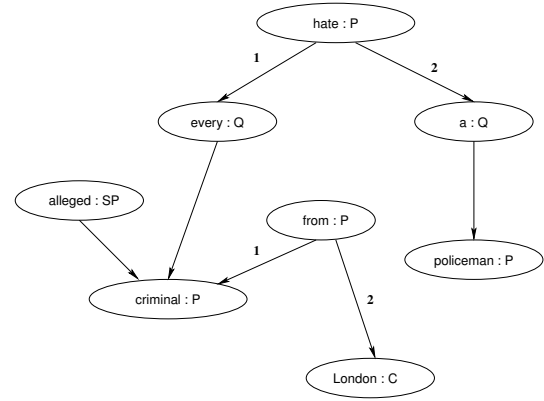 hate : P
1
2
every : Q
a : Q
alleged : SP
from : P
1
policeman : P
criminal : P
2
London : C